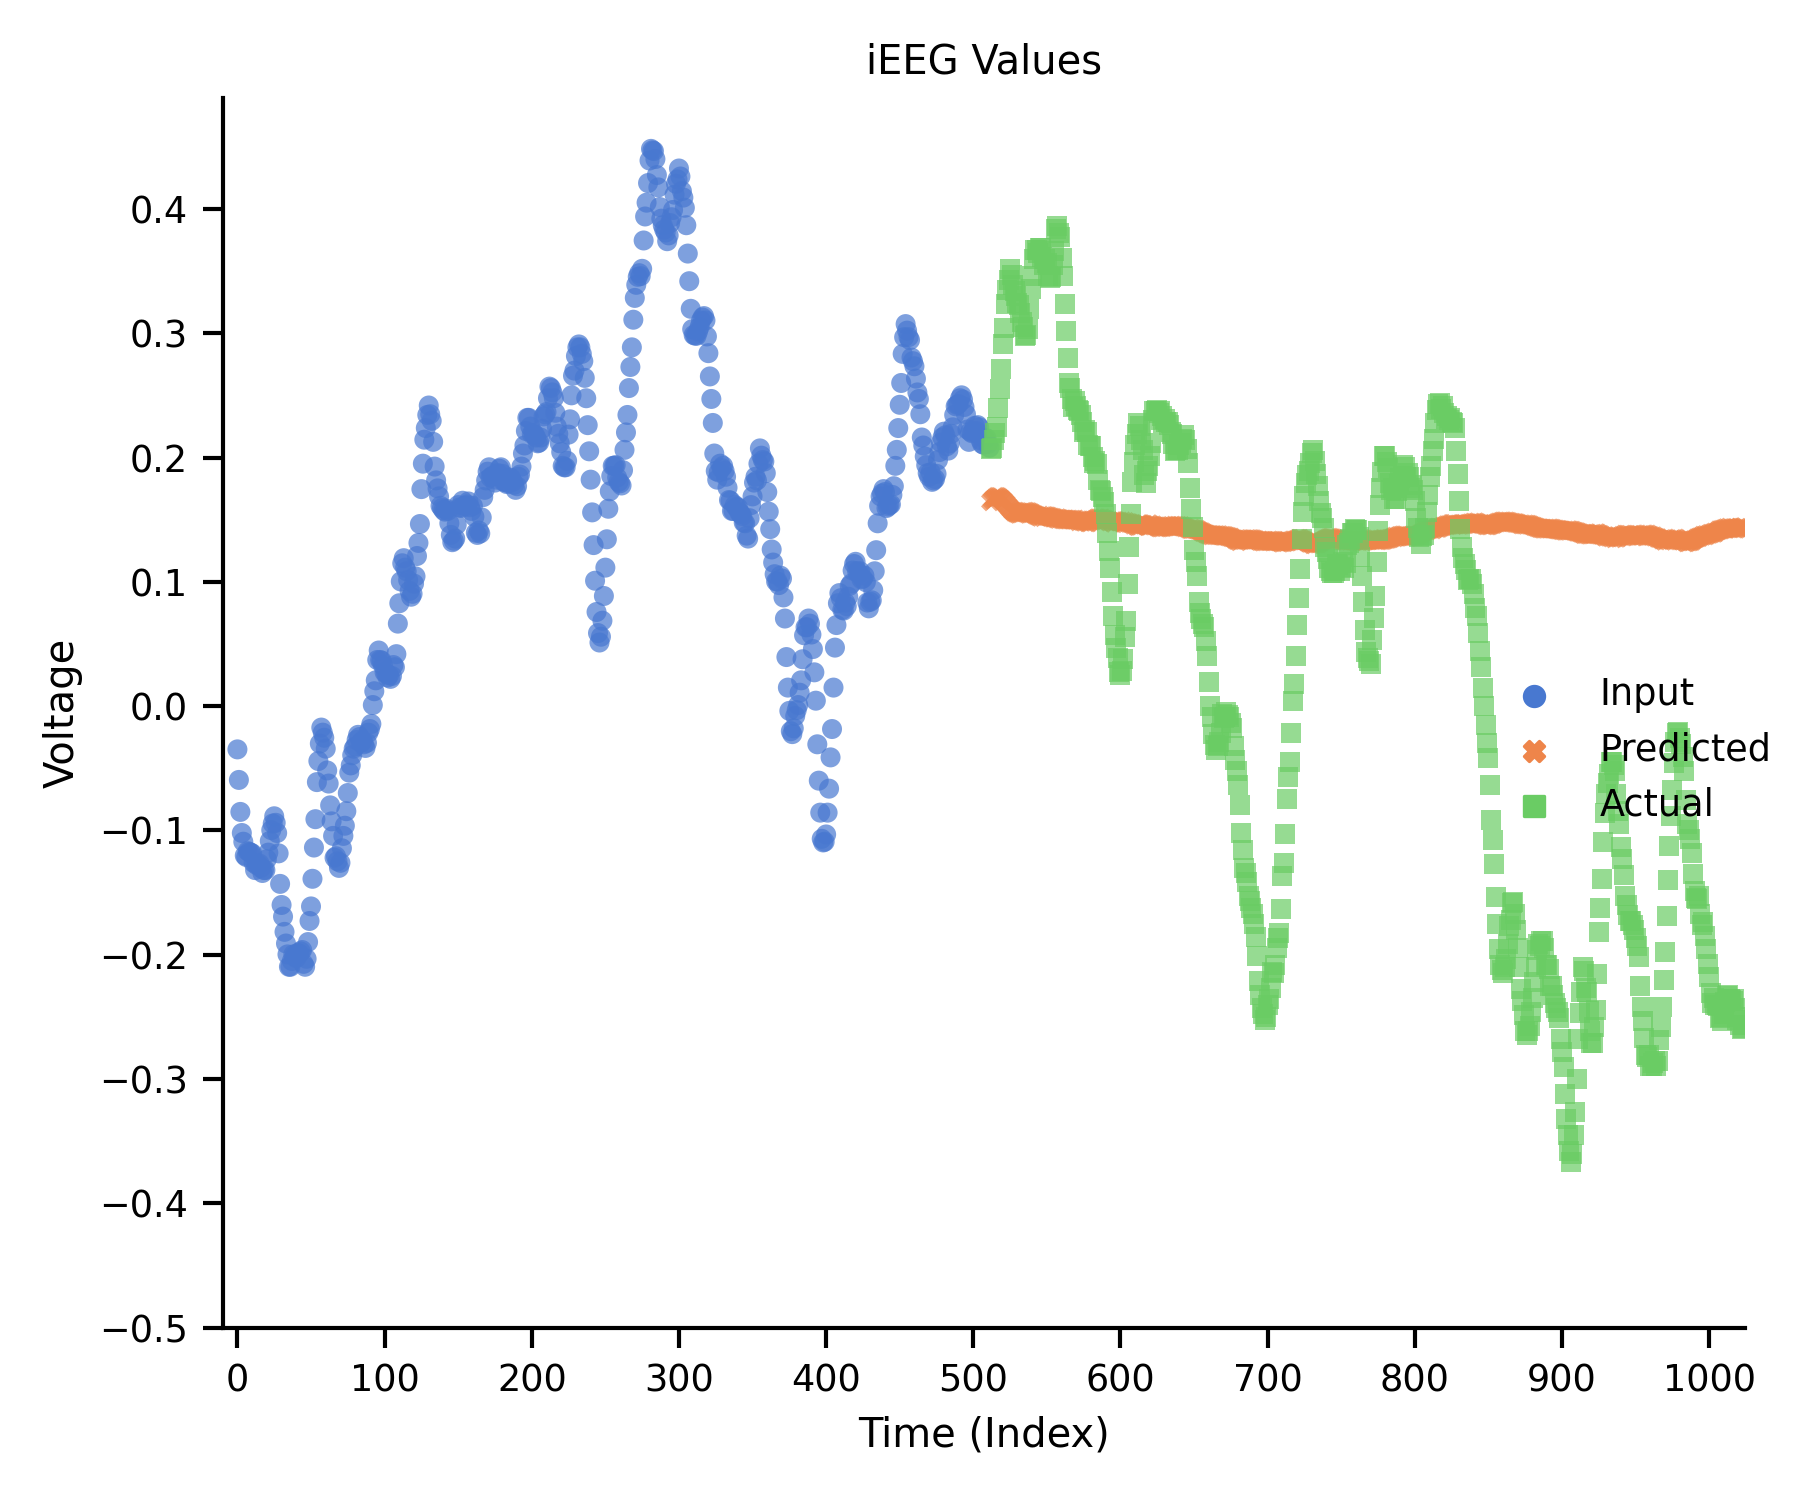 iEEG Values
Voltage
0.4
0.3
0.2
0.1
0.0
−0.1
−0.2
−0.3
−0.4
−0.5
Input
Predicted
Actual
0 100 200 300 400 500 600 700 800 900 1000
Time (Index)